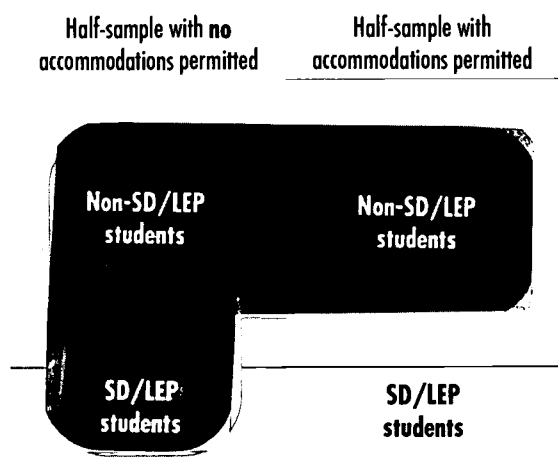 Half-sample with no
accommodations permitted
Half-sample with
accommodations permitted
Non-SD/LEP
students
Non-SD/LEP
students
SD/LEP
students
SD/LEP
students